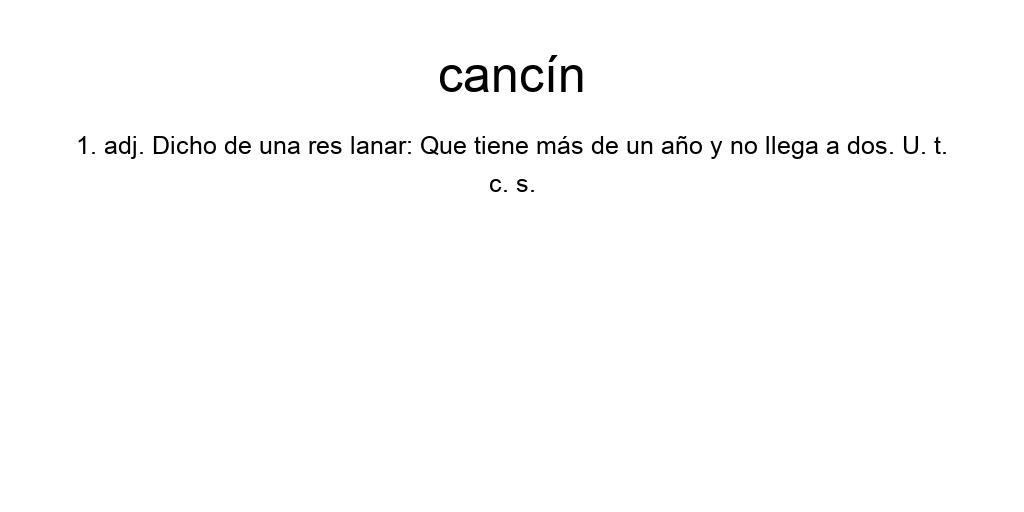 cancín
1. adj. Dicho de una res lanar: Que tiene más de un año y no llega a dos. U. t.
c. s.